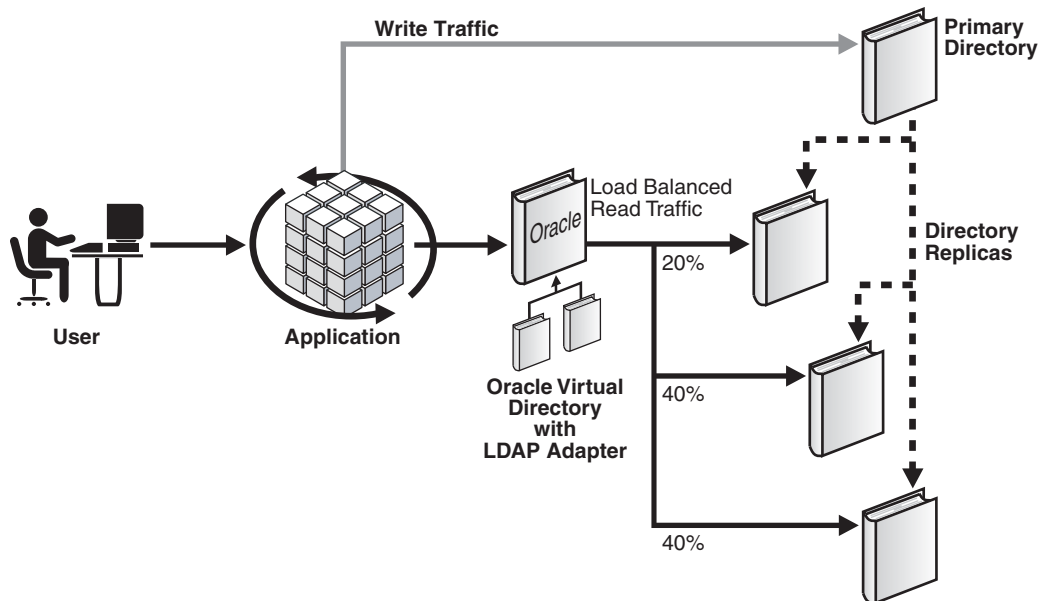 Write Traffic
Primary
Directory
Load Balanced
Read Traffic
Oracle
20%
Directory
Replicas
User
Application
Oracle Virtual
Directory
with
LDAP Adapter
40%
40%